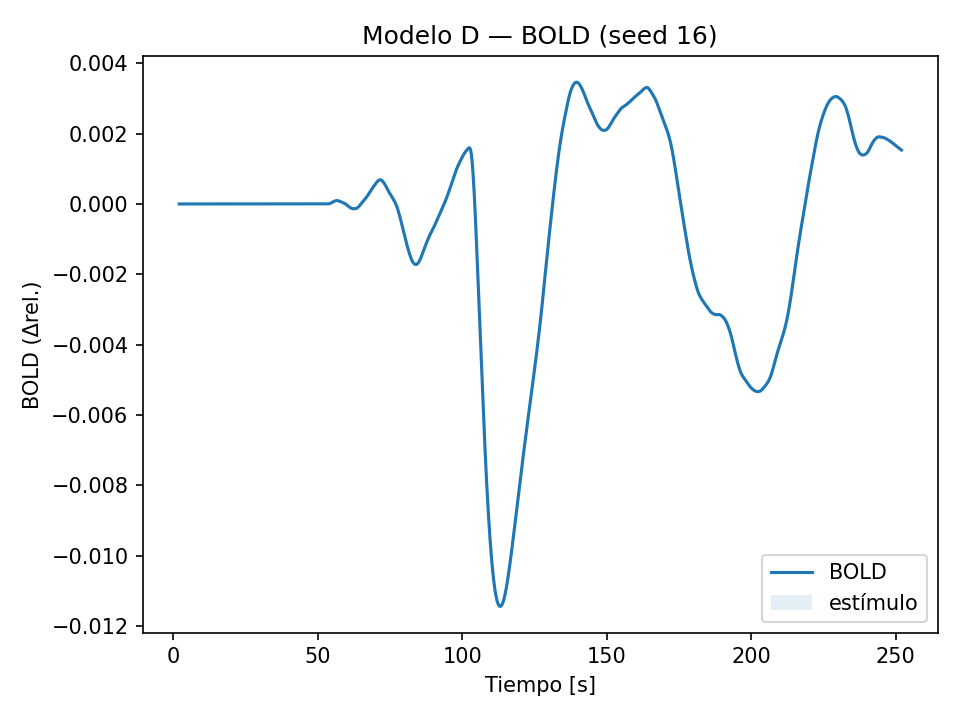 Modelo D — BOLD (seed 16)
0.004
0.002
0.000
−0.002
−0.004
−0.006
−0.008
−0.010
−0.012
BOLD (Δrel.)
BOLD
estímulo
0 50 100 150 200 250
Tiempo [s]